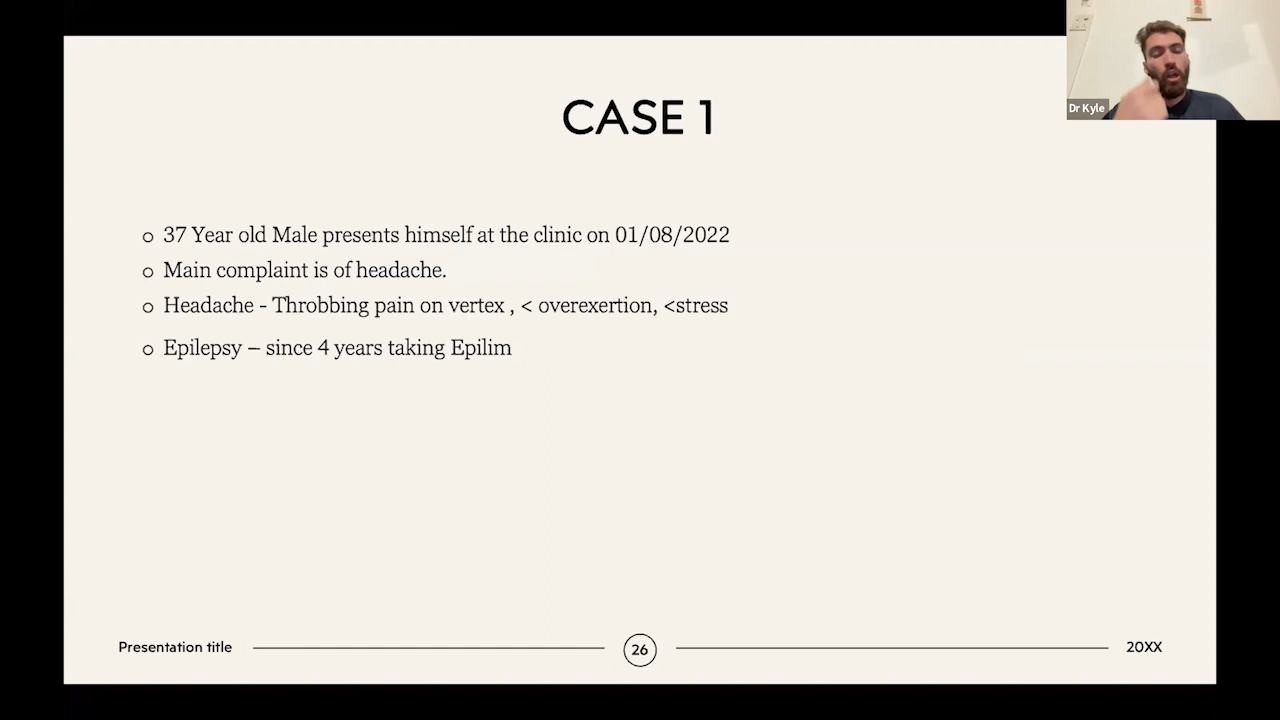 Dr Kyle
CASE 1
37 Year old Male presents himself at the clinic on 01/08/2022
Main complaint is of headache.
Headache - Throbbing pain on vertex , < overexertion, <stress
Epilepsy – since 4 years taking Epilim
Presentation title
26
20XX